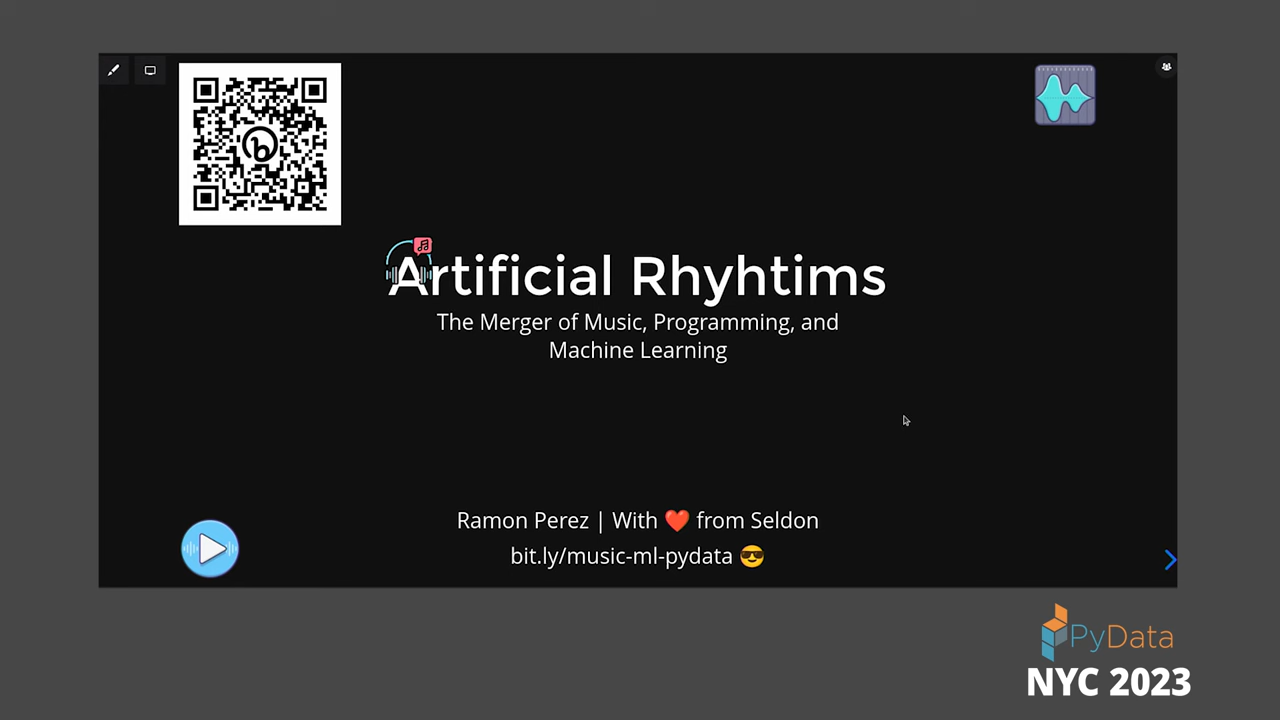 Artificial Rhyhtims
The Merger of Music, Programming, and
Machine Learning
Ramon Perez | With ❤️ from Seldon
bit.ly/music-ml-pydata 😎
PyData
NYC 2023